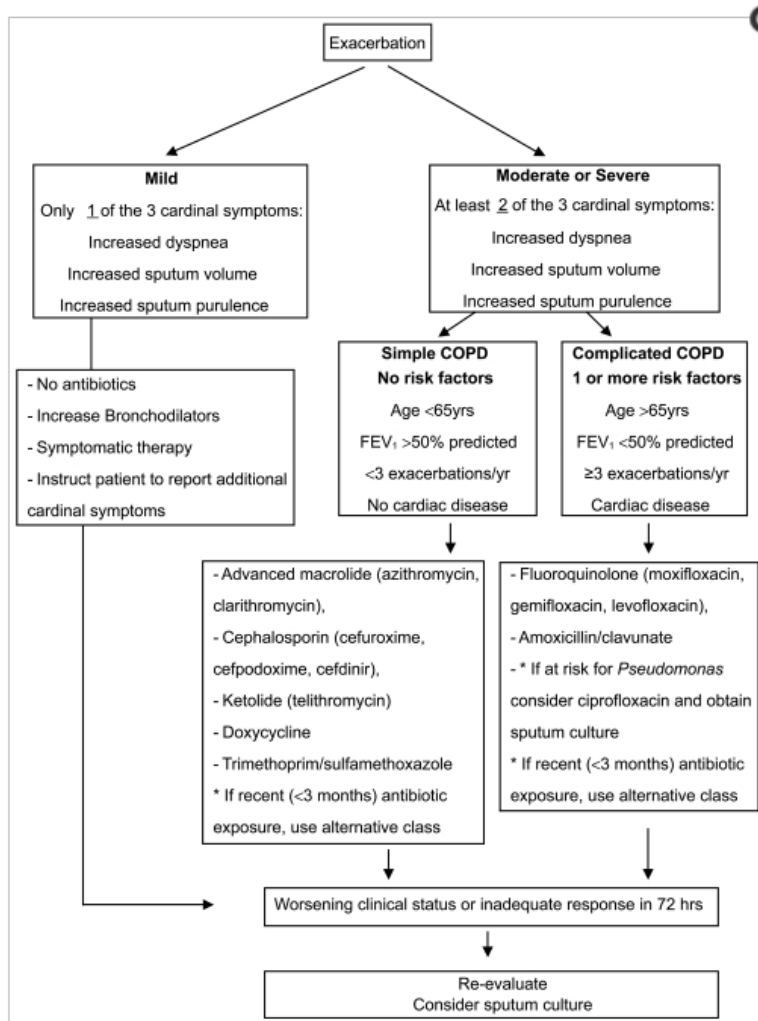 Exacerbation
Mild
Only 1 of the 3 cardinal symptoms:
Increased dyspnea
Increased sputum volume
Increased sputum purulence
Moderate or Severe
At least 2 of the 3 cardinal symptoms:
Increased dyspnea
Increased sputum volume
Increased sputum purulence
- No antibiotics
- Increase Bronchodilators
- Symptomatic therapy
- Instruct patient to report additional
cardinal symptoms
Simple COPD
No risk factors
Age <65yrs
FEV₁ >50% predicted
<3 exacerbations/yr
No cardiac disease
Complicated COPD
1 or more risk factors
Age >65yrs
FEV₁ <50% predicted
≥3 exacerbations/yr
Cardiac disease
- Advanced macrolide (azithromycin,
clarithromycin),
- Cephalosporin (cefuroxime,
cefpodoxime, cefdinir),
- Ketolide (telithromycin)
- Doxycycline
- Trimethoprim/sulfamethoxazole
* If recent (<3 months) antibiotic
exposure, use alternative class
- Fluoroquinolone (moxifloxacin,
gemifloxacin, levofloxacin),
- Amoxicillin/clavunate
- * If at risk for Pseudomonas
consider ciprofloxacin and obtain
sputum culture
* If recent (<3 months) antibiotic
exposure, use alternative class
Worsening clinical status or inadequate response in 72 hrs
Re-evaluate
Consider sputum culture